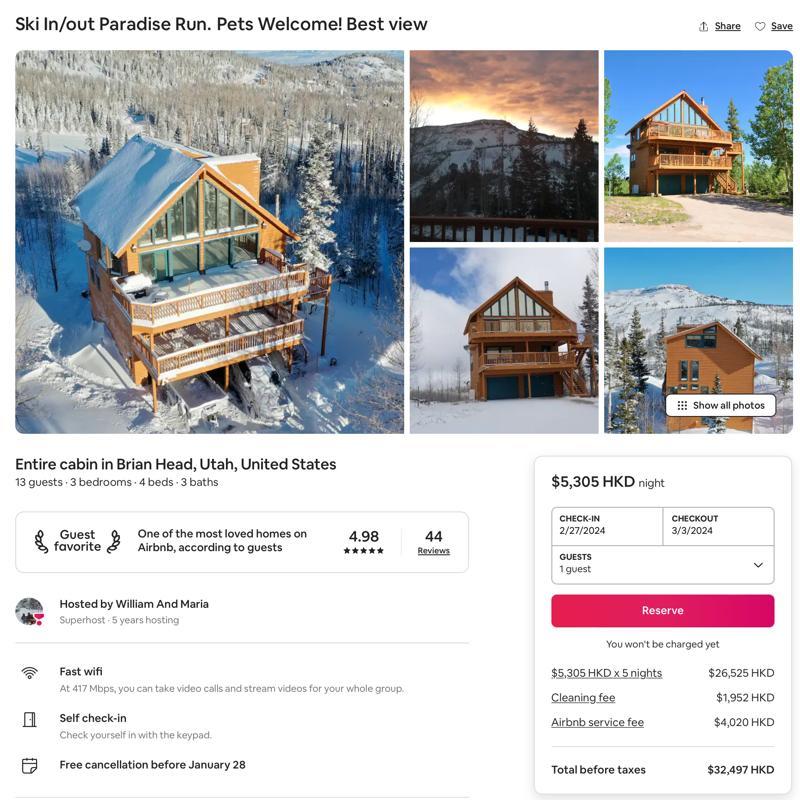 Ski In/out Paradise Run. Pets Welcome! Best view
Share
Save
Show all photos
Entire cabin in Brian Head, Utah, United States
13 guests · 3 bedrooms · 4 beds · 3 baths
Guest
favorite
One of the most loved homes on
Airbnb, according to guests
4.98
44
Reviews
Hosted by William And Maria
Superhost · 5 years hosting
Fast wifi
At 417 Mbps, you can take video calls and stream videos for your whole group.
Self check-in
Check yourself in with the keypad.
Free cancellation before January 28
$5,305 HKD night
CHECK-IN
2/27/2024
CHECKOUT
3/3/2024
GUESTS
1 guest
Reserve
You won't be charged yet
$5,305 HKD x 5 nights $26,525 HKD
Cleaning fee $1,952 HKD
Airbnb service fee $4,020 HKD
Total before taxes $32,497 HKD